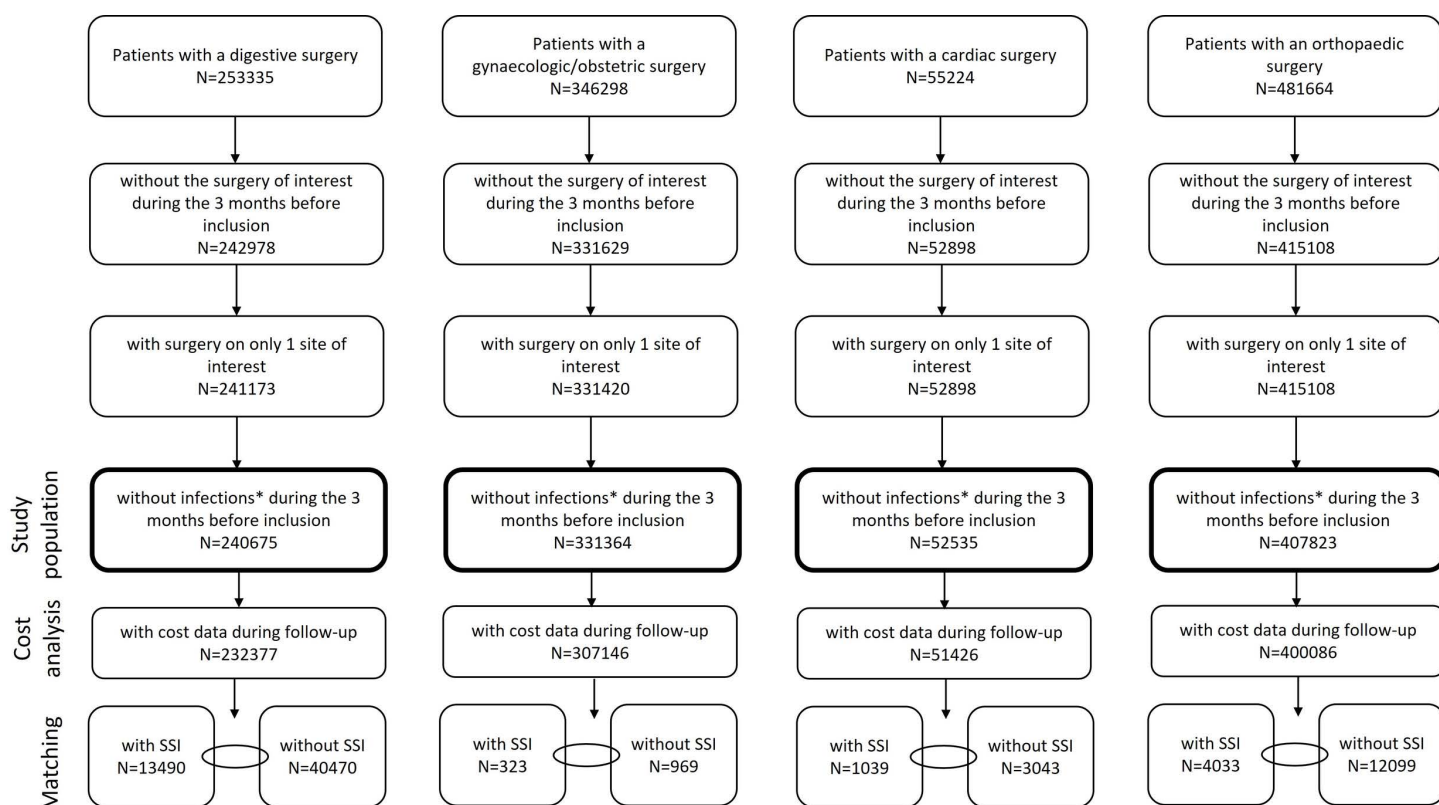 Patients with a digestive surgery
N=253335
Patients with a
gynaecologic/obstetric surgery
N=346298
Patients with a cardiac surgery
N=55224
Patients with an orthopaedic
surgery
N=481664
without the surgery of interest
during the 3 months before
inclusion
N=242978
without the surgery of interest
during the 3 months before
inclusion
N=331629
without the surgery of interest
during the 3 months before
inclusion
N=52898
without the surgery of interest
during the 3 months before
inclusion
N=415108
with surgery on only 1 site of
interest
N=241173
with surgery on only 1 site of
interest
N=331420
with surgery on only 1 site of
interest
N=52898
with surgery on only 1 site of
interest
N=415108
Study
population
without infections* during the 3
months before inclusion
N=240675
without infections* during the 3
months before inclusion
N=331364
without infections* during the 3
months before inclusion
N=52535
without infections* during the 3
months before inclusion
N=407823
Cost
analysis
with cost data during follow-up
N=232377
with cost data during follow-up
N=307146
with cost data during follow-up
N=51426
with cost data during follow-up
N=400086
Matching
with SSI
N=13490
without SSI
N=40470
with SSI
N=323
without SSI
N=969
with SSI
N=1039
without SSI
N=3043
with SSI
N=4033
without SSI
N=12099